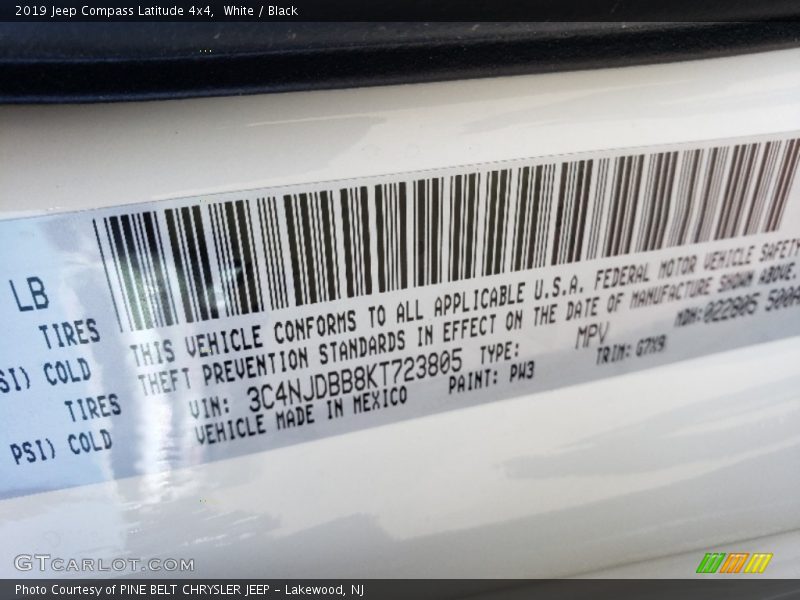 2019 Jeep Compass Latitude 4x4,  White / Black
LB
TIRES
SI) COLD
TIRES
PSI) COLD
THIS VEHICLE CONFORMS TO ALL APPLICABLE U.S.A. FEDERAL MOTOR VEHICLE SAFETY
THEFT PREVENTION STANDARDS IN EFFECT ON THE DATE OF MANUFACTURE SHOWN ABOVE.
VIN: 3C4NJDBB8KT723805 TYPE: MPV MDH:022805 500A
VEHICLE MADE IN MEXICO PAINT: PW3 TRIM: G7X9
GTCARLOT.COM
Photo Courtesy of PINE BELT CHRYSLER JEEP - Lakewood, NJ